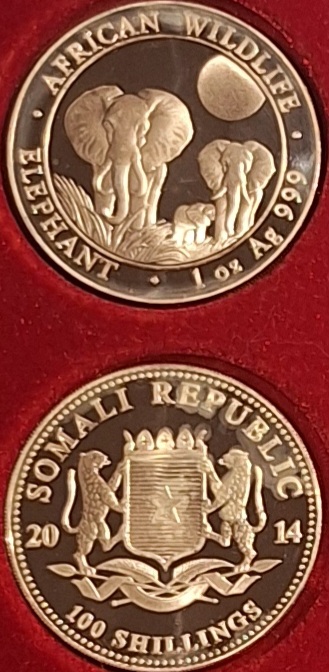 AFRICAN WILDLIFE
ELEPHANT
1 oz Ag 999
SOMALI REPUBLIC
20 14
100 SHILLINGS